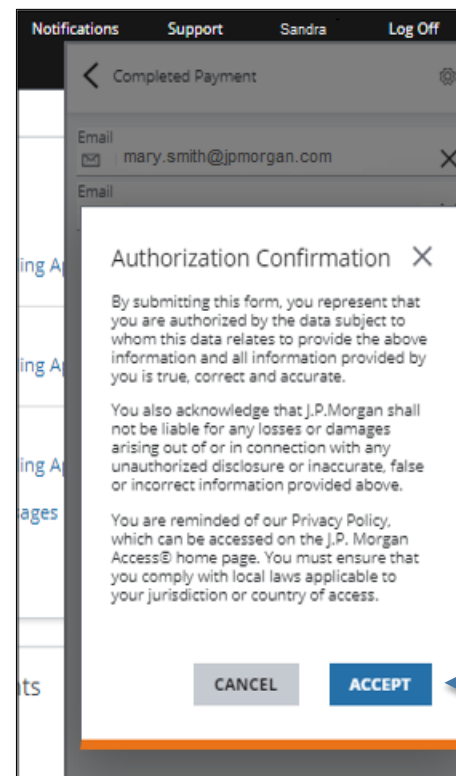 Notifications Support Sandra Log Off
Completed Payment
Email
mary.smith@jpmorgan.com
Email
Authorization Confirmation
By submitting this form, you represent that
you are authorized by the data subject to
whom this data relates to provide the above
information and all information provided by
you is true, correct and accurate.
You also acknowledge that J.P.Morgan shall
not be liable for any losses or damages
arising out of or in connection with any
unauthorized disclosure or inaccurate, false
or incorrect information provided above.
You are reminded of our Privacy Policy,
which can be accessed on the J.P. Morgan
Access® home page. You must ensure that
you comply with local laws applicable to
your jurisdiction or country of access.
CANCEL ACCEPT
ing A
ing A
ing A
ages
ts